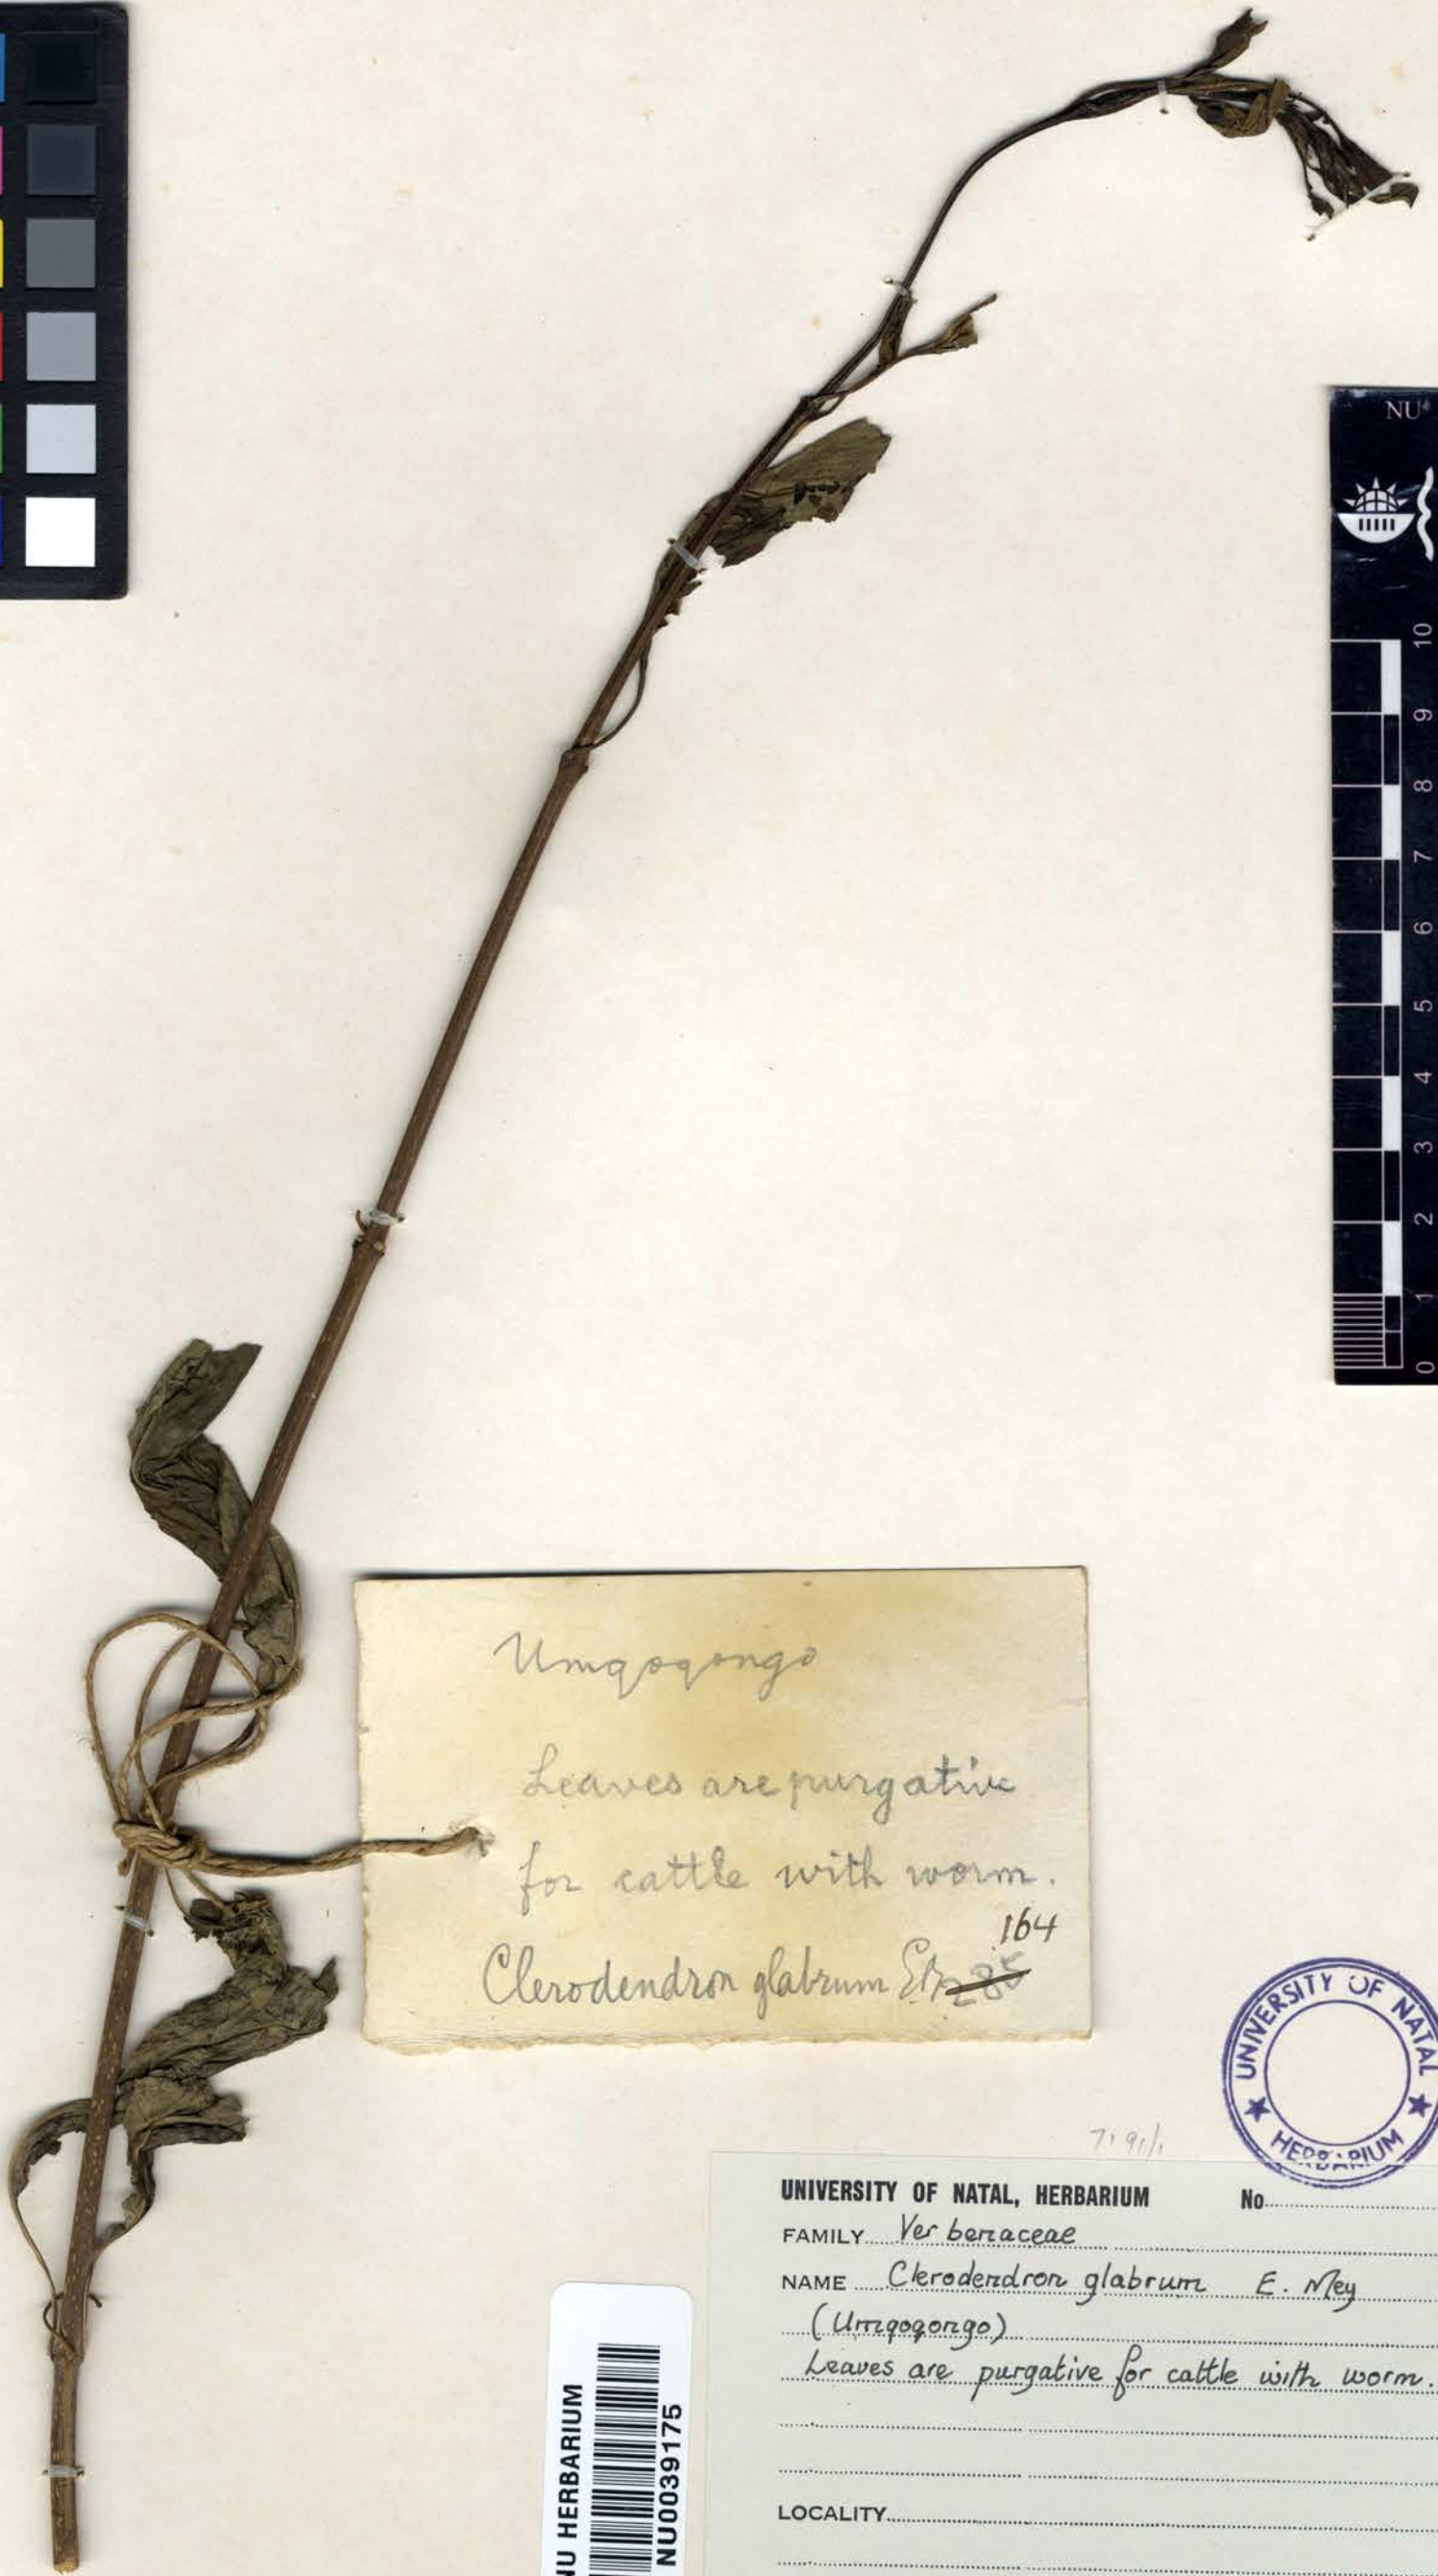 NU
10
9
8
7
6
5
4
3
2
1
0
Umqoqongo
Leaves are purgative
for cattle with worm.
164
Clerodendron glabrum E.M. 285
UNIVERSITY OF NATAL
HERBARIUM
UNIVERSITY OF NATAL, HERBARIUM No
FAMILY Verbenaceae
NAME Clerodendron glabrum E. Mey
(Umqoqongo)
Leaves are purgative for cattle with worm.
LOCALITY
NU HERBARIUM
NU0039175